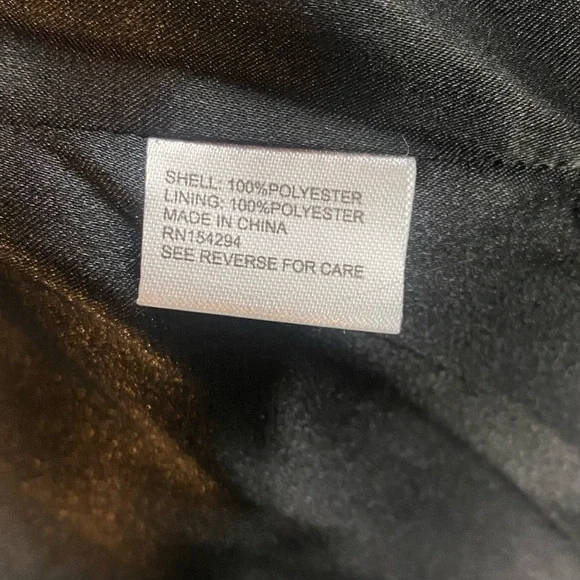 SHELL: 100%POLYESTER
LINING: 100%POLYESTER
MADE IN CHINA
RN154294
SEE REVERSE FOR CARE